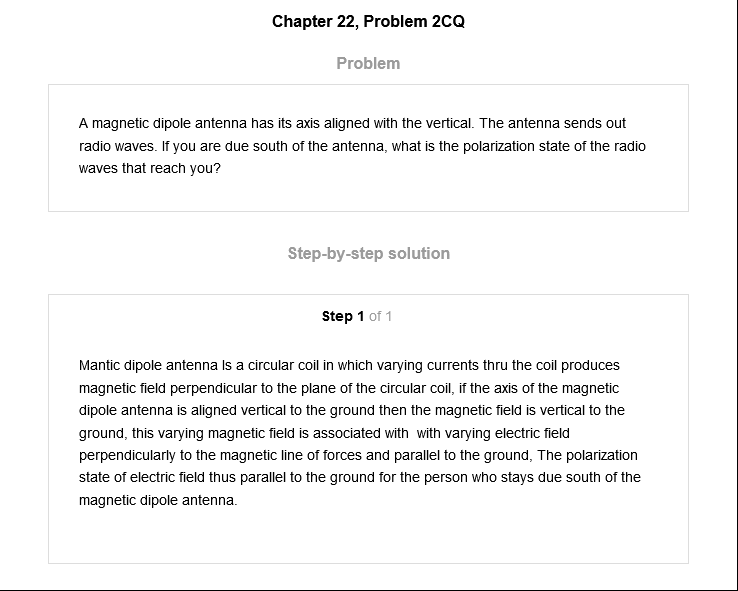 Chapter 22, Problem 2CQ
Problem
A magnetic dipole antenna has its axis aligned with the vertical. The antenna sends out
radio waves. If you are due south of the antenna, what is the polarization state of the radio
waves that reach you?
Step-by-step solution
Step 1 of 1
Mantic dipole antenna Is a circular coil in which varying currents thru the coil produces
magnetic field perpendicular to the plane of the circular coil, if the axis of the magnetic
dipole antenna is aligned vertical to the ground then the magnetic field is vertical to the
ground, this varying magnetic field is associated with  with varying electric field
perpendicularly to the magnetic line of forces and parallel to the ground, The polarization
state of electric field thus parallel to the ground for the person who stays due south of the
magnetic dipole antenna.